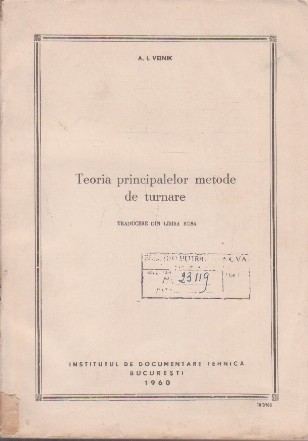 A. I. VEINIK
Teoria principalelor metode
de turnare
TRADUCERE DIN LIMBA RUSĂ
23119
INSTITUTUL DE DOCUMENTARE TEHNICĂ
BUCUREȘTI
1960